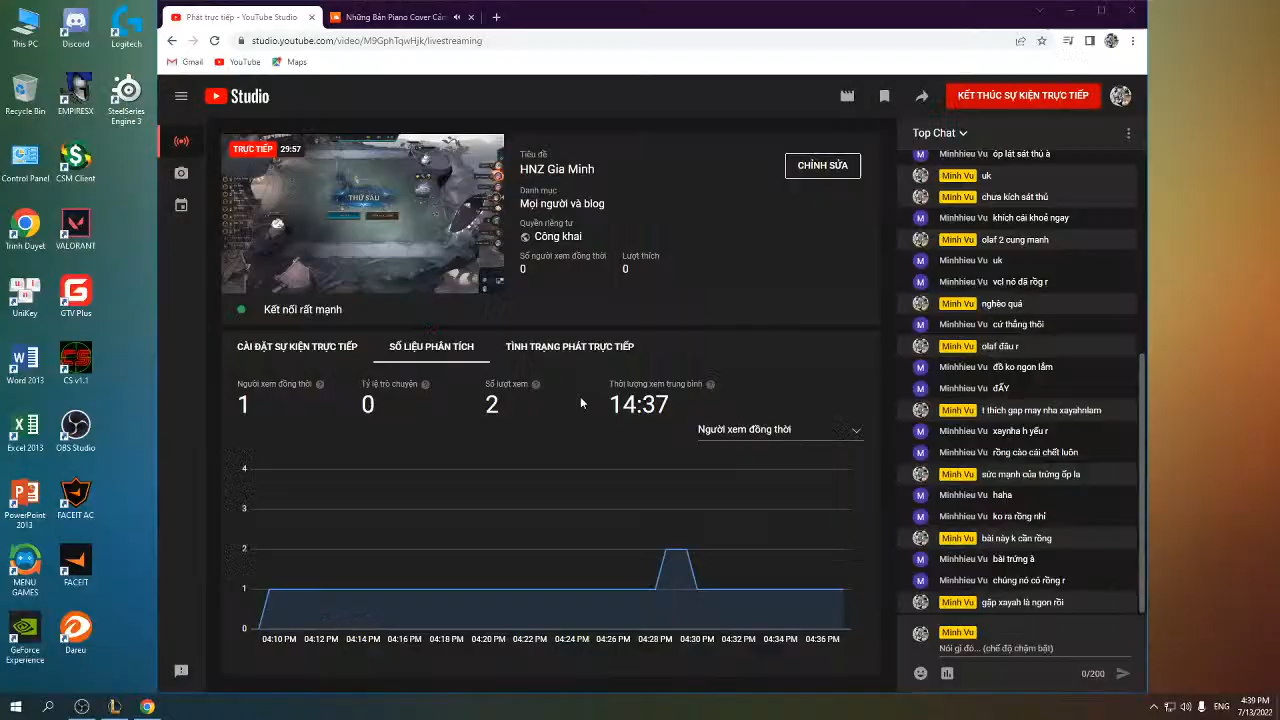 This PC
Discord
Logitech
Recycle Bin
EMPIRESX
SteelSeries Engine 3
Control Panel
CSM Client
Trinh Duyet
VALORANT
UniKey
GTV Plus
Word 2013
CS v1.1
Excel 2013
OBS Studio
PowerPoint 2013
FACEIT AC
MENU GAMES
FACEIT
GeForce Experience
Dareu
Phát trực tiếp - YouTube Studio
Những Bản Piano Cover Cảm
studio.youtube.com/video/M9GphTqwHjk/livestreaming
Gmail
YouTube
Maps
Studio
KẾT THÚC SỰ KIỆN TRỰC TIẾP
TRỰC TIẾP 29:57
THỨ SÁU
Tiêu đề
HNZ Gia Minh
CHỈNH SỬA
Danh mục
Mọi người và blog
Quyền riêng tư
Công khai
Số người xem đồng thời
Lượt thích
0
0
Kết nối rất mạnh
CÀI ĐẶT SỰ KIỆN TRỰC TIẾP
SỐ LIỆU PHÂN TÍCH
TÌNH TRẠNG PHÁT TRỰC TIẾP
Người xem đồng thời
Tỷ lệ trò chuyện
Số lượt xem
Thời lượng xem trung bình
1
0
2
14:37
Người xem đồng thời
4
3
2
1
0
04:10 PM 04:12 PM 04:14 PM 04:16 PM 04:18 PM 04:20 PM 04:22 PM 04:24 PM 04:26 PM 04:28 PM 04:30 PM 04:32 PM 04:34 PM 04:36 PM
Top Chat
Minhhieu Vu óp lát sát thủ à
Minh Vu uk
Minh Vu chưa kích sát thủ
Minhhieu Vu khích cái khoẻ ngay
Minh Vu olaf 2 cung manh
Minhhieu Vu uk
Minhhieu Vu vcl nó đã rồg r
Minh Vu nghèo quá
Minhhieu Vu cứ thắng thôi
Minh Vu olaf đâu r
Minhhieu Vu đồ ko ngon lắm
Minhhieu Vu đẤY
Minh Vu t thích gap may nha xayahnlam
Minhhieu Vu xaynha h yếu r
Minhhieu Vu rồng cào cái chết luôn
Minh Vu sức mạnh của trứng ốp la
Minhhieu Vu haha
Minhhieu Vu ko ra rồng nhỉ
Minh Vu bài này k cần rồng
Minhhieu Vu bài trứng à
Minhhieu Vu chúng nó có rồng r
Minh Vu gặp xayah là ngon rồi
Minh Vu
Nói gì đó... (chế độ chậm bật)
0/200
ENG
4:39 PM
7/13/2022